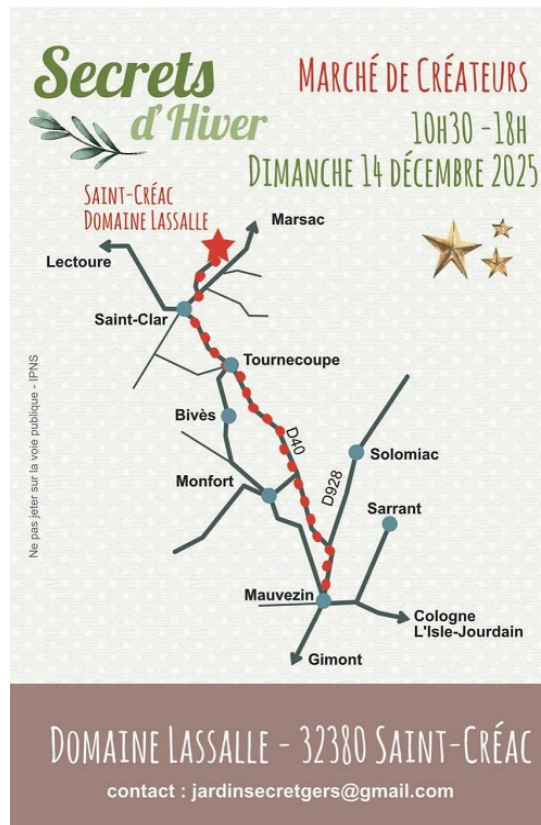 Secrets
d'Hiver
Marché de Créateurs
10h30 -18h
Dimanche 14 décembre 2025
Saint-Créac
Domaine Lassalle
Marsac
Lectoure
Saint-Clar
Tournecoupe
Bivès
D40
Solomiac
Monfort
D928
Sarrant
Ne pas jeter sur la voie publique - IPNS
Mauvezin
Cologne
L'Isle-Jourdain
Gimont
Domaine Lassalle - 32380 Saint-Créac
contact : jardinsecretgers@gmail.com